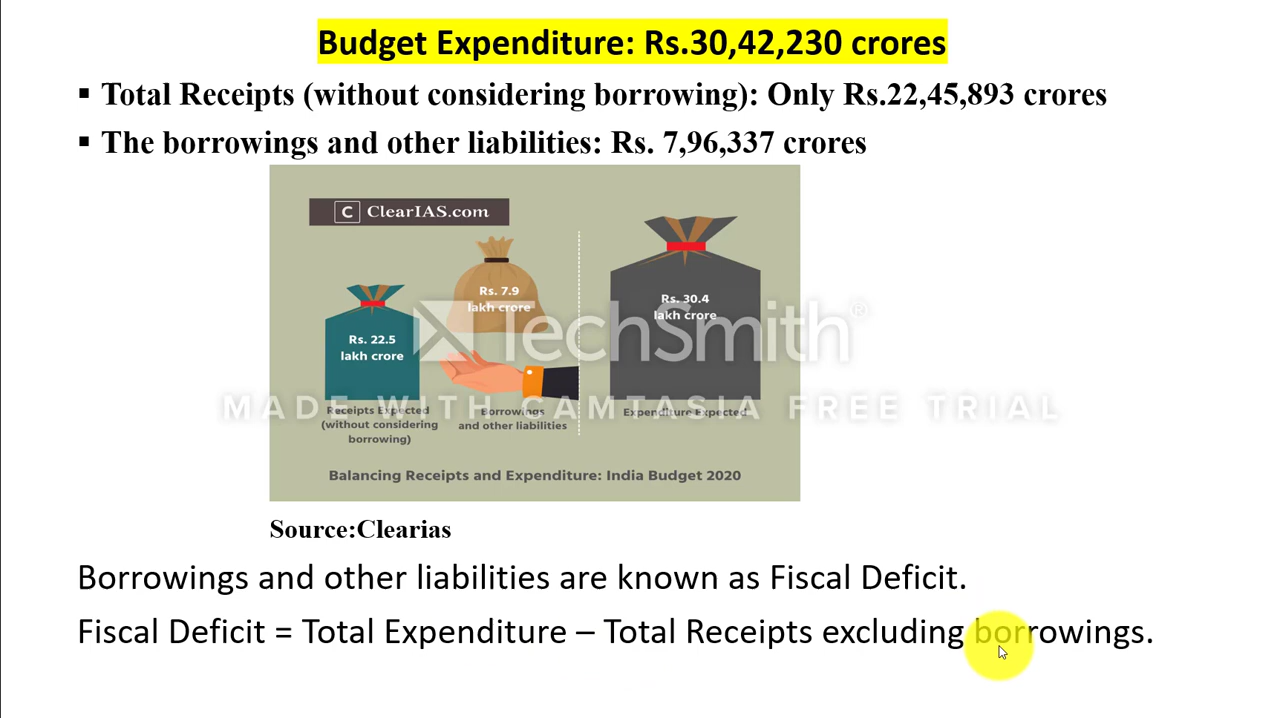 Budget Expenditure: Rs.30,42,230 crores
▪ Total Receipts (without considering borrowing): Only Rs.22,45,893 crores
▪ The borrowings and other liabilities: Rs. 7,96,337 crores
C ClearIAS.com
Rs. 7.9
lakh crore
Rs. 30.4
lakh crore
Rs. 22.5
lakh crore
TechSmith®
MADE WITH CAMTASIA FREE TRIAL
Receipts Expected
(without considering
borrowing)
Borrowings
and other liabilities
Expenditure Expected
Balancing Receipts and Expenditure: India Budget 2020
Source:Clearias
Borrowings and other liabilities are known as Fiscal Deficit.
Fiscal Deficit = Total Expenditure – Total Receipts excluding borrowings.